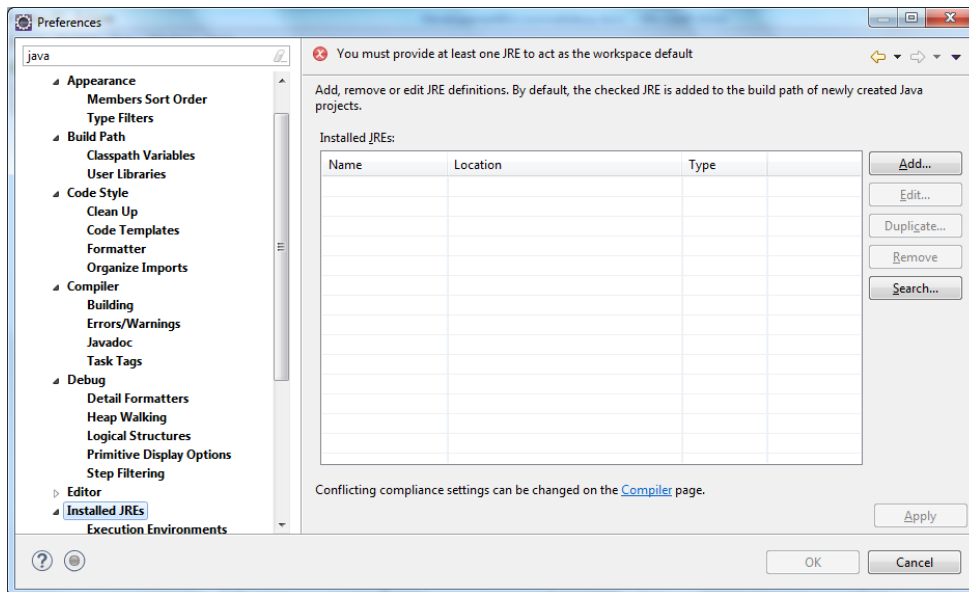 Preferences
java
You must provide at least one JRE to act as the workspace default
Appearance
Members Sort Order
Type Filters
Build Path
Classpath Variables
User Libraries
Code Style
Clean Up
Code Templates
Formatter
Organize Imports
Compiler
Building
Errors/Warnings
Javadoc
Task Tags
Debug
Detail Formatters
Heap Walking
Logical Structures
Primitive Display Options
Step Filtering
Editor
Installed JREs
Execution Environments
Add, remove or edit JRE definitions. By default, the checked JRE is added to the build path of newly created Java
projects.
Installed JREs:
Name Location Type
Add...
Edit...
Duplicate...
Remove
Search...
Conflicting compliance settings can be changed on the Compiler page.
Apply
?
OK Cancel